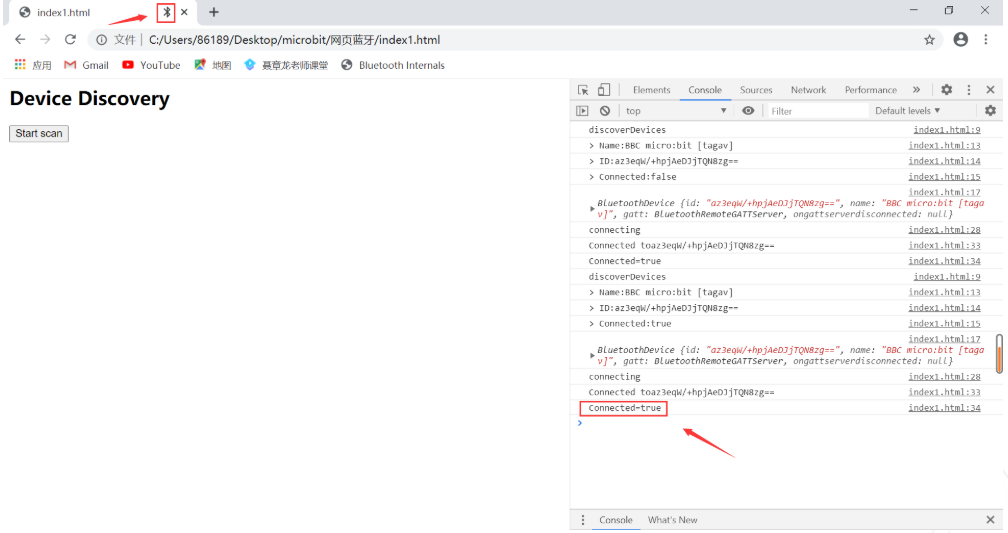 index1.html
文件 C:/Users/86189/Desktop/microbit/网页蓝牙/index1.html
应用 Gmail YouTube 地图 聂章龙老师课堂 Bluetooth Internals
Device Discovery
Start scan
Elements Console Sources Network Performance »
top Filter Default levels ▼
discoverDevices index1.html:9
> Name:BBC micro:bit [tagav] index1.html:13
> ID:az3eqW/+hpjAeDJjTQN8zg== index1.html:14
> Connected:false index1.html:15
index1.html:17
BluetoothDevice {id: "az3eqW/+hpjAeDJjTQN8zg==", name: "BBC micro:bit [taga
v]", gatt: BluetoothRemoteGATTServer, ongattserverdisconnected: null}
connecting index1.html:28
Connected toaz3eqW/+hpjAeDJjTQN8zg== index1.html:33
Connected=true index1.html:34
discoverDevices index1.html:9
> Name:BBC micro:bit [tagav] index1.html:13
> ID:az3eqW/+hpjAeDJjTQN8zg== index1.html:14
> Connected:true index1.html:15
index1.html:17
BluetoothDevice {id: "az3eqW/+hpjAeDJjTQN8zg==", name: "BBC micro:bit [taga
v]", gatt: BluetoothRemoteGATTServer, ongattserverdisconnected: null}
connecting index1.html:28
Connected toaz3eqW/+hpjAeDJjTQN8zg== index1.html:33
Connected=true index1.html:34
>
Console What's New